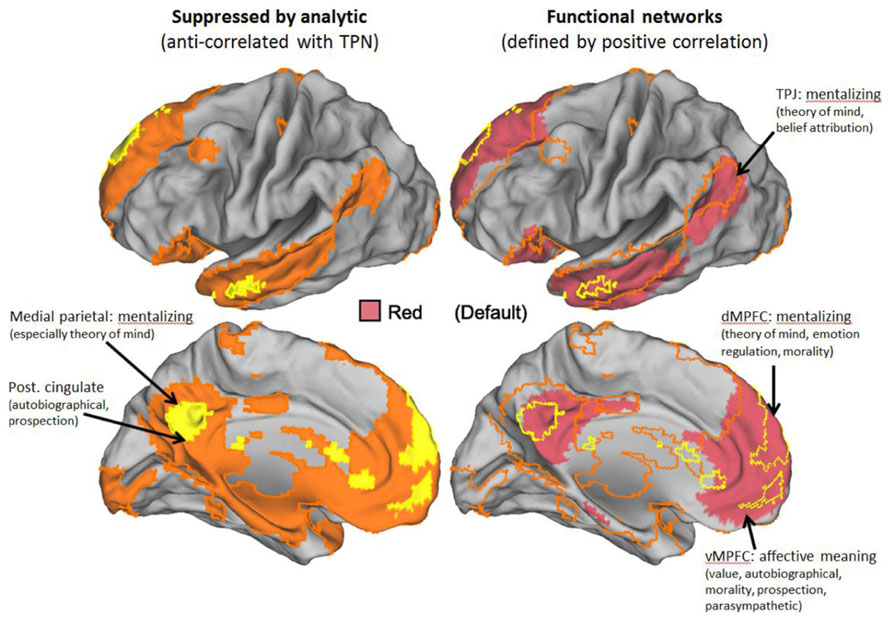 Suppressed by analytic
(anti-correlated with TPN)
Functional networks
(defined by positive correlation)
TPJ: mentalizing
(theory of mind,
belief attribution)
Red (Default)
Medial parietal: mentalizing
(especially theory of mind)
Post. cingulate
(autobiographical,
prospection)
dMPFC: mentalizing
(theory of mind, emotion
regulation, morality)
vMPFC: affective meaning
(value, autobiographical,
morality, prospection,
parasympathetic)